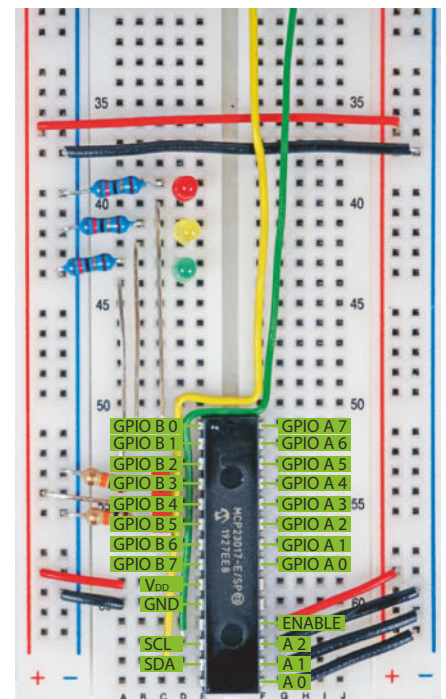 35 35
40 40
45 45
50 50
GPIO B 0 GPIO A 7
GPIO B 1 GPIO A 6
GPIO B 2 GPIO A 5
GPIO B 3 GPIO A 4
GPIO B 4 GPIO A 3
55
GPIO B 5 GPIO A 2
GPIO B 6 GPIO A 1
GPIO B 7 GPIO A 0
MCP23017-E/SP
1927EE8
VDD
GND
60
ENABLE
SCL A 2
SDA A 1
A 0
+ − + −
A B C D E G H I J